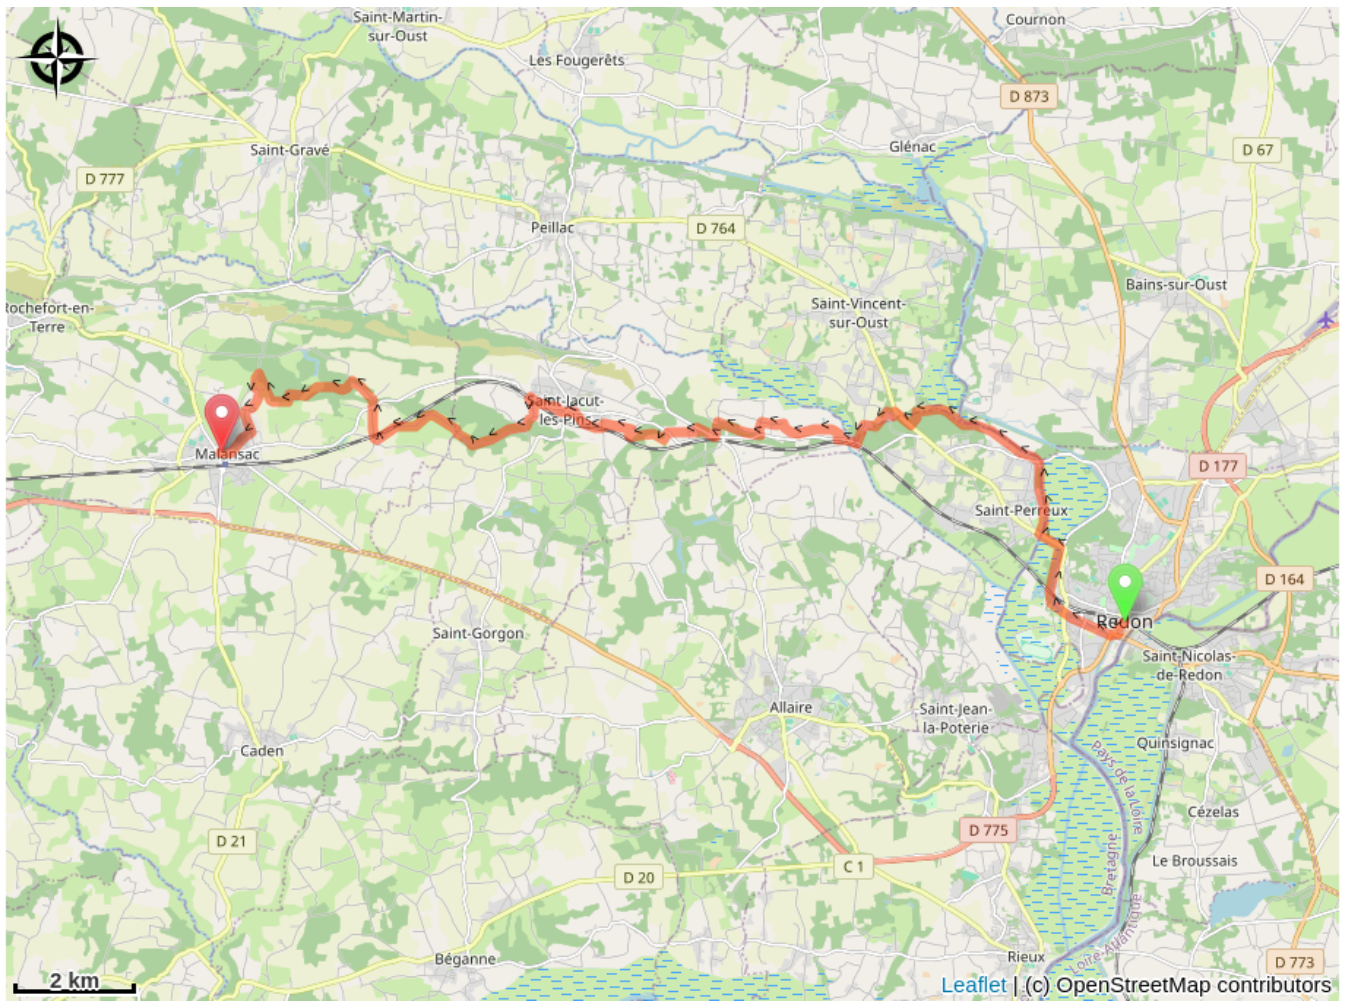 Saint-Martin-
sur-Oust
Cournon
Les Fougerêts
D 873
Saint-Gravé
Glénac
D 67
D 777
Peillac
D 764
Bains-sur-Oust
Rochefort-en-
Terre
Saint-Vincent-
sur-Oust
Saint-Jacut-
les-Pins
Malansac
D 177
Saint-Perreux
D 164
Redon
Saint-Gorgon
Saint-Nicolas-
de-Redon
Allaire
Saint-Jean-
la-Poterie
Caden
Quinsignac
Pays de la Loire
Bretagne
Cézelas
D 21
D 775
Le Broussais
C 1
D 20
Loire-Atlantique
Béganne
Rieux
D 773
2 km
Leaflet | (c) OpenStreetMap contributors